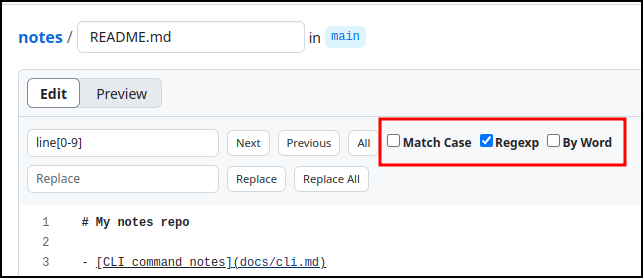 notes / README.md in main
Edit Preview
line[0-9] Next Previous All Match Case Regexp By Word
Replace Replace Replace All
1 # My notes repo
2
3 - [CLI command notes](docs/cli.md)